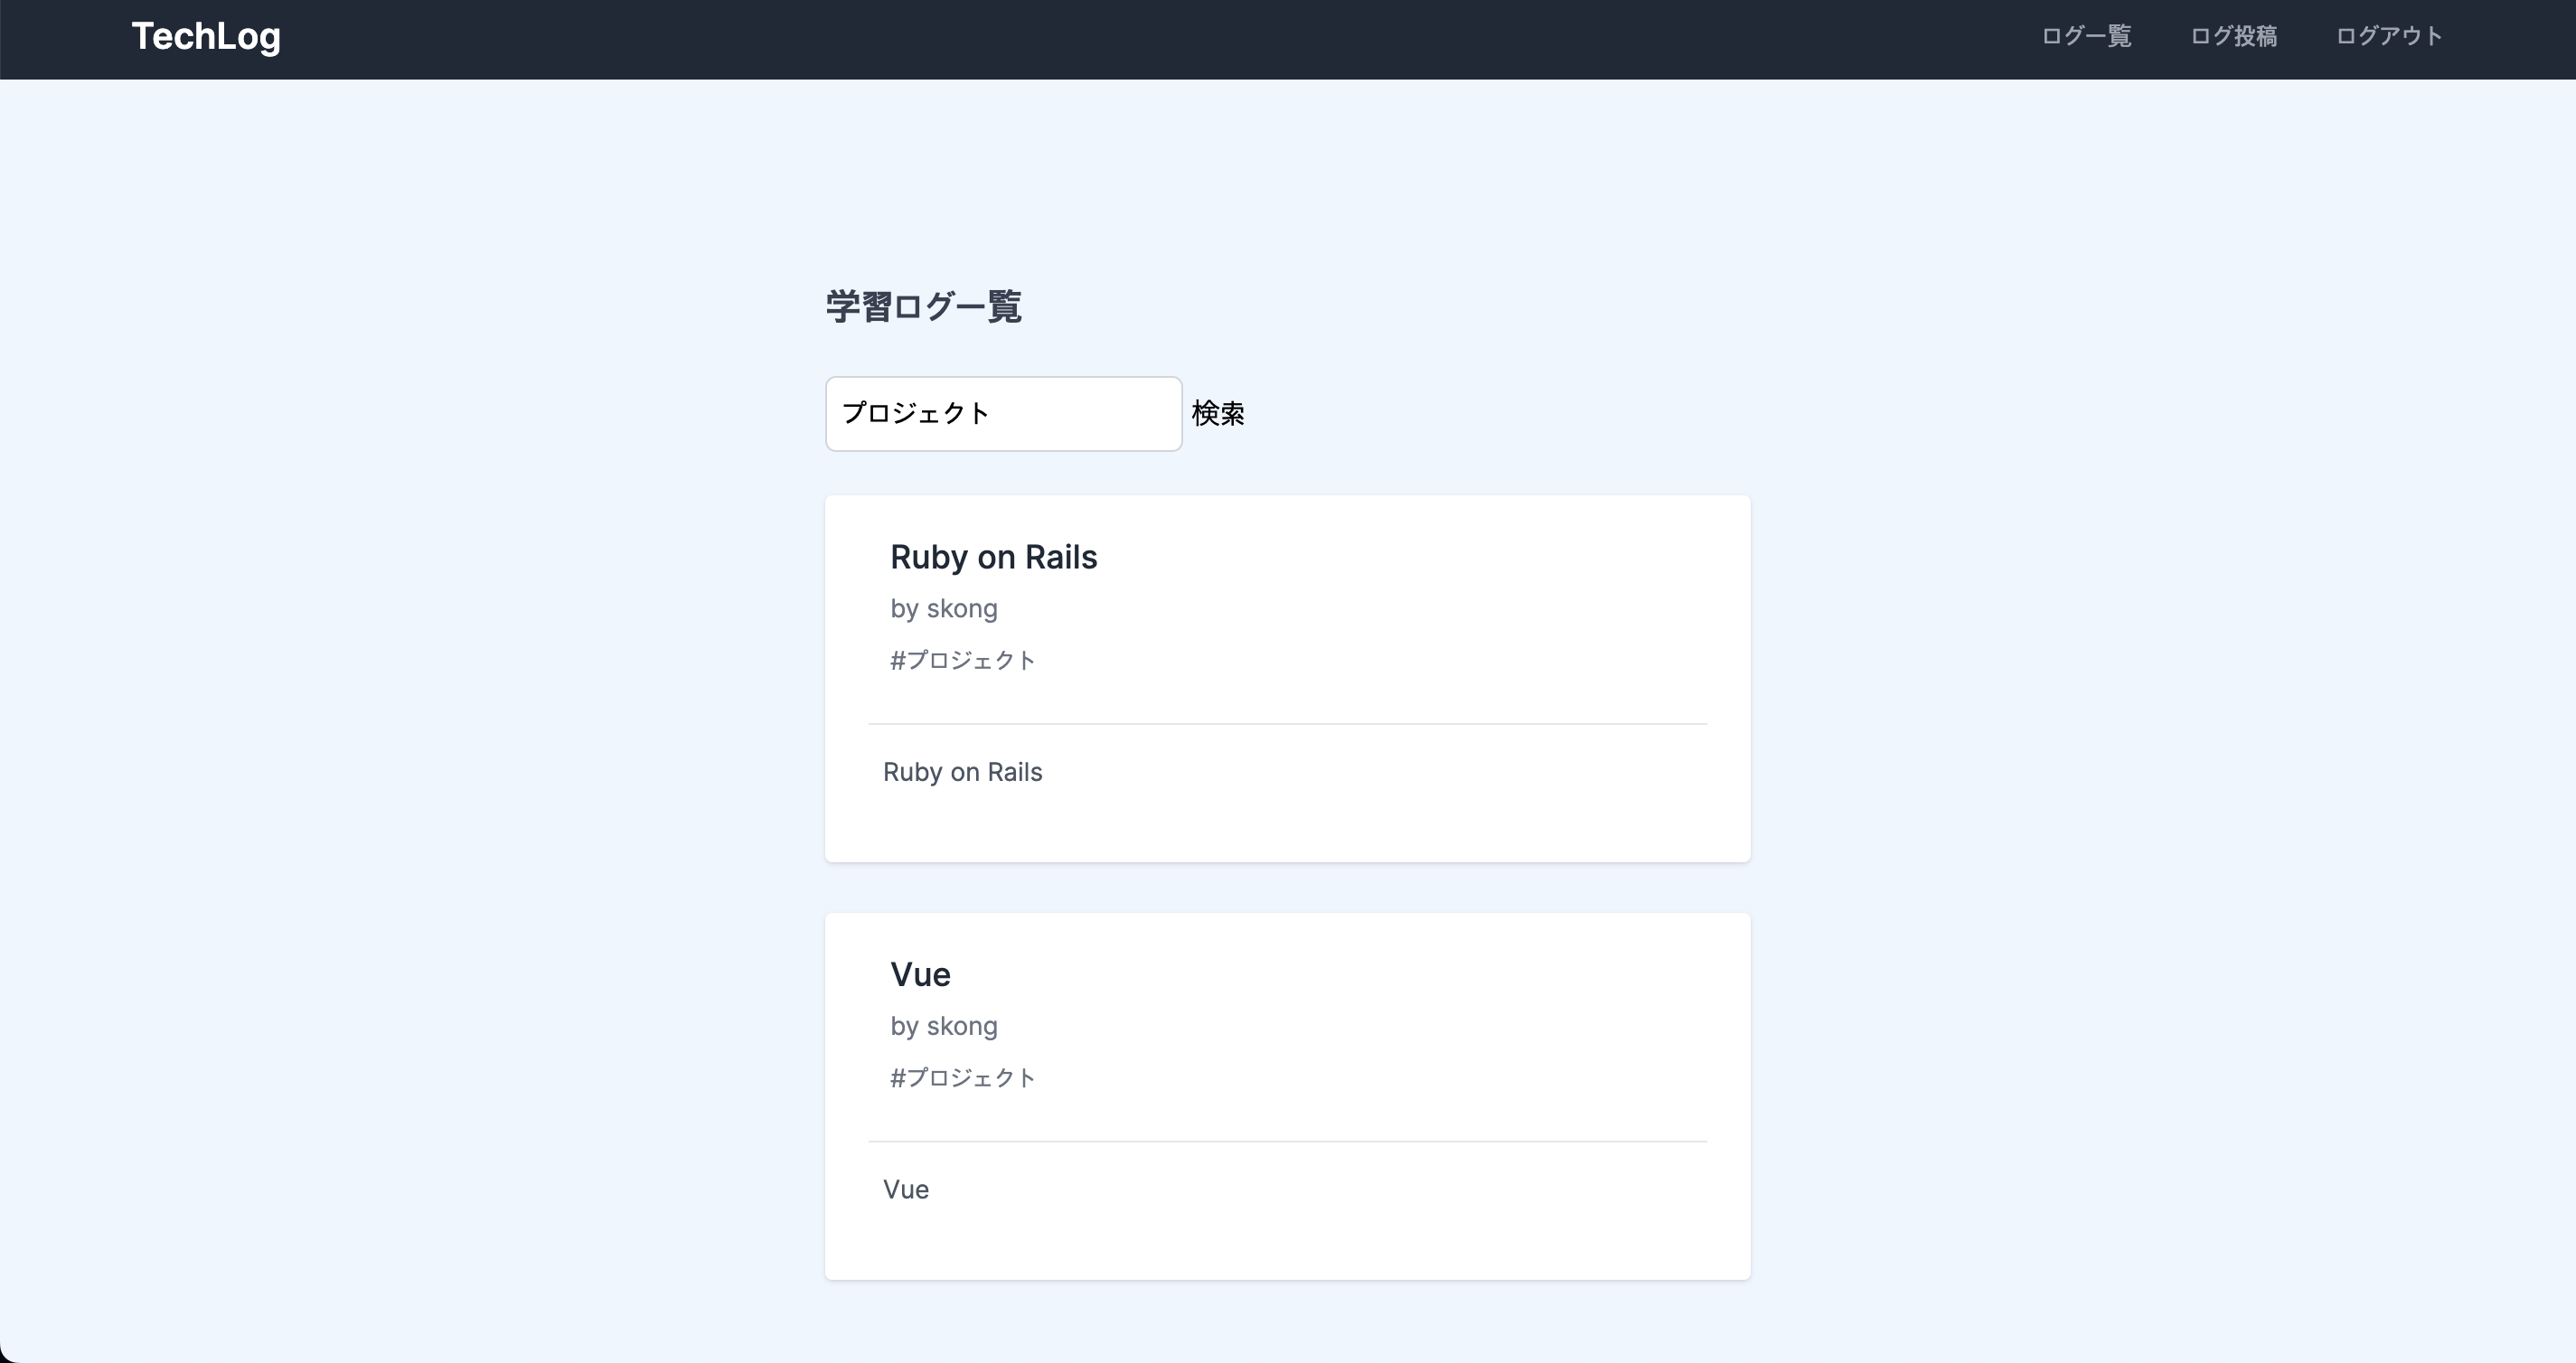 TechLog
ログ一覧 ログ投稿 ログアウト
学習ログ一覧
プロジェクト 検索
Ruby on Rails
by skong
#プロジェクト
Ruby on Rails
Vue
by skong
#プロジェクト
Vue